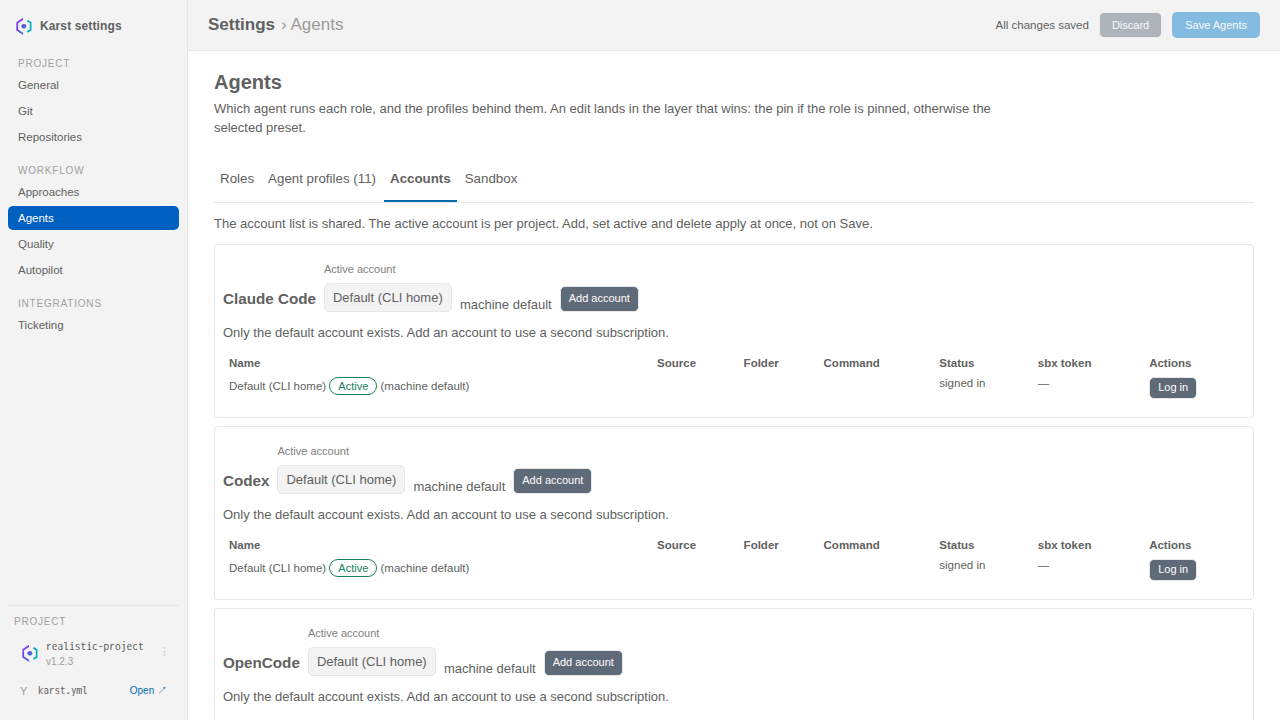 Karst settings
Settings › Agents
All changes saved
Discard
Save Agents
PROJECT
General
Git
Repositories
WORKFLOW
Approaches
Agents
Quality
Autopilot
INTEGRATIONS
Ticketing
PROJECT
realistic-project
v1.2.3
Y karst.yml Open ↗
Agents
Which agent runs each role, and the profiles behind them. An edit lands in the layer that wins: the pin if the role is pinned, otherwise the
selected preset.
Roles Agent profiles (11) Accounts Sandbox
The account list is shared. The active account is per project. Add, set active and delete apply at once, not on Save.
Active account
Claude Code Default (CLI home) machine default Add account
Only the default account exists. Add an account to use a second subscription.
Name Source Folder Command Status sbx token Actions
Default (CLI home) Active (machine default) signed in — Log in
Active account
Codex Default (CLI home) machine default Add account
Only the default account exists. Add an account to use a second subscription.
Name Source Folder Command Status sbx token Actions
Default (CLI home) Active (machine default) signed in — Log in
Active account
OpenCode Default (CLI home) machine default Add account
Only the default account exists. Add an account to use a second subscription.